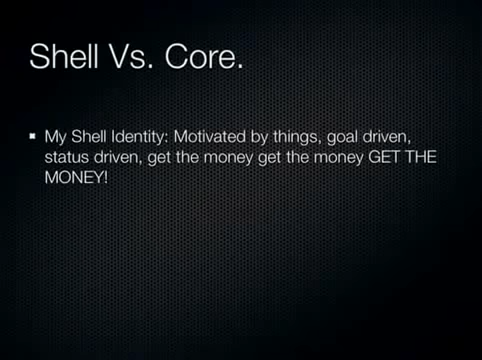 Shell Vs. Core.
My Shell Identity: Motivated by things, goal driven,
status driven, get the money get the money GET THE
MONEY!